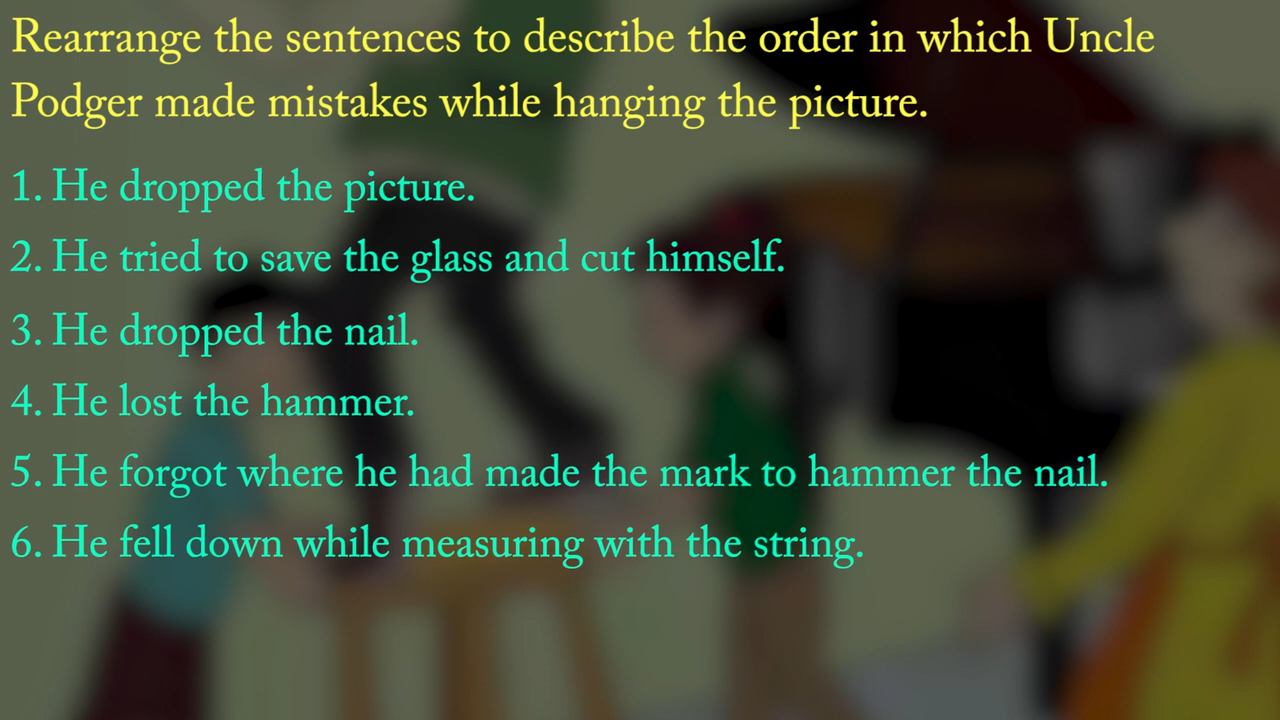 Rearrange the sentences to describe the order in which Uncle
Podger made mistakes while hanging the picture.
1. He dropped the picture.
2. He tried to save the glass and cut himself.
3. He dropped the nail.
4. He lost the hammer.
5. He forgot where he had made the mark to hammer the nail.
6. He fell down while measuring with the string.